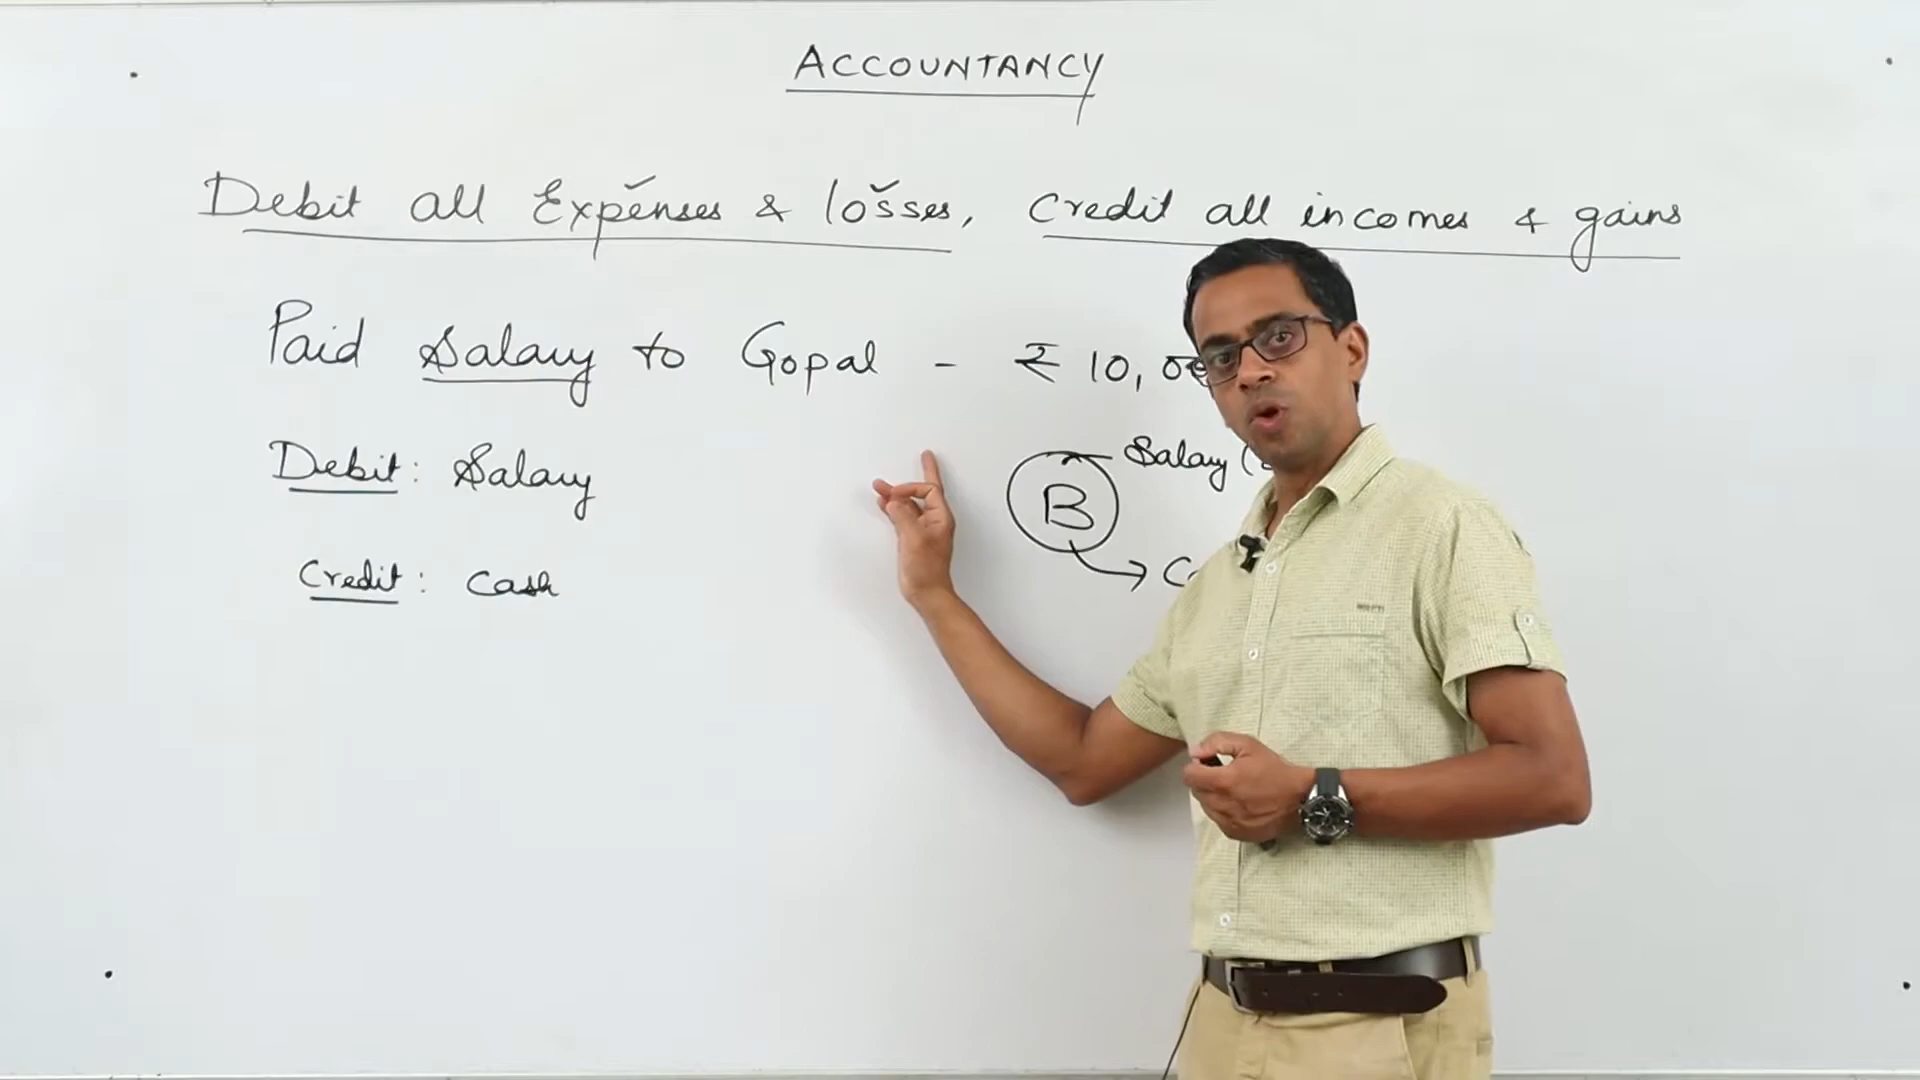 ACCOUNTANCY
Debit all Expenses & losses, Credit all incomes & gains
Paid Salary to Gopal - ₹ 10,
Debit: Salary
Salary (
B
Credit: Cash